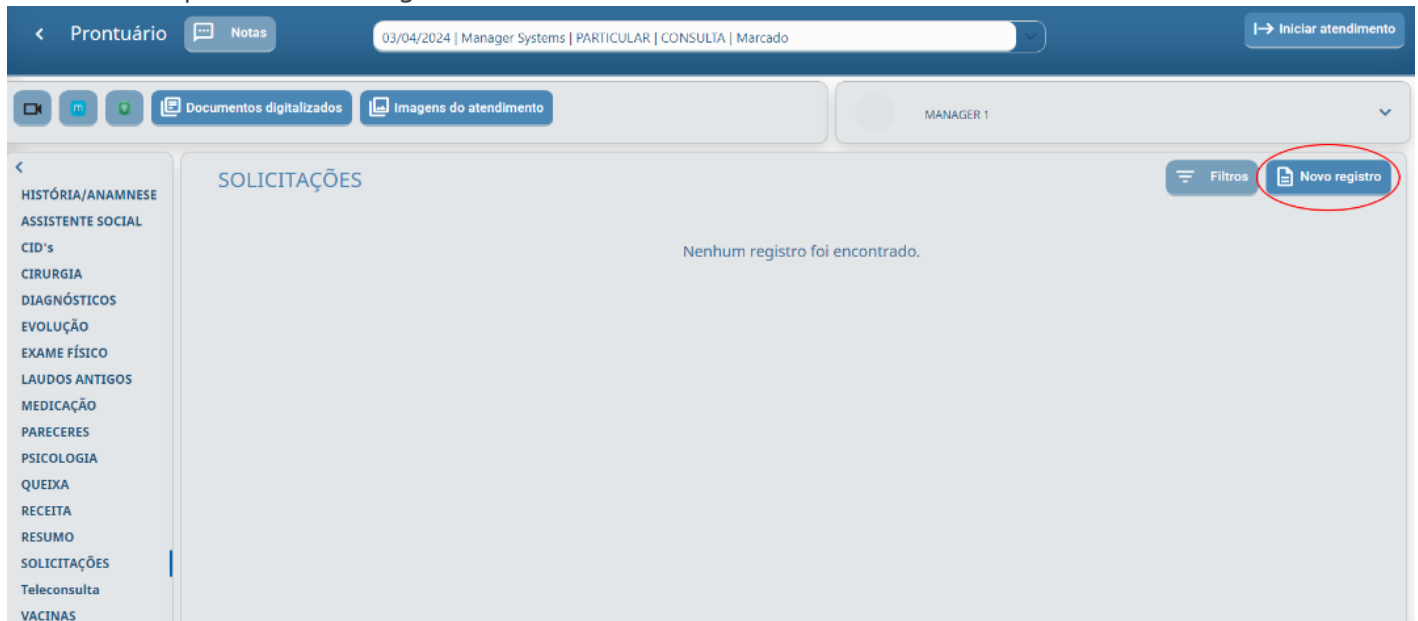 Prontuário
Notas
03/04/2024 | Manager Systems | PARTICULAR | CONSULTA | Marcado
Iniciar atendimento
Documentos digitalizados
Imagens do atendimento
MANAGER 1
HISTÓRIA/ANAMNESE
ASSISTENTE SOCIAL
CID's
CIRURGIA
DIAGNÓSTICOS
EVOLUÇÃO
EXAME FÍSICO
LAUDOS ANTIGOS
MEDICAÇÃO
PARECERES
PSICOLOGIA
QUEIXA
RECEITA
RESUMO
SOLICITAÇÕES
Teleconsulta
VACINAS
SOLICITAÇÕES
Filtros
Novo registro
Nenhum registro foi encontrado.